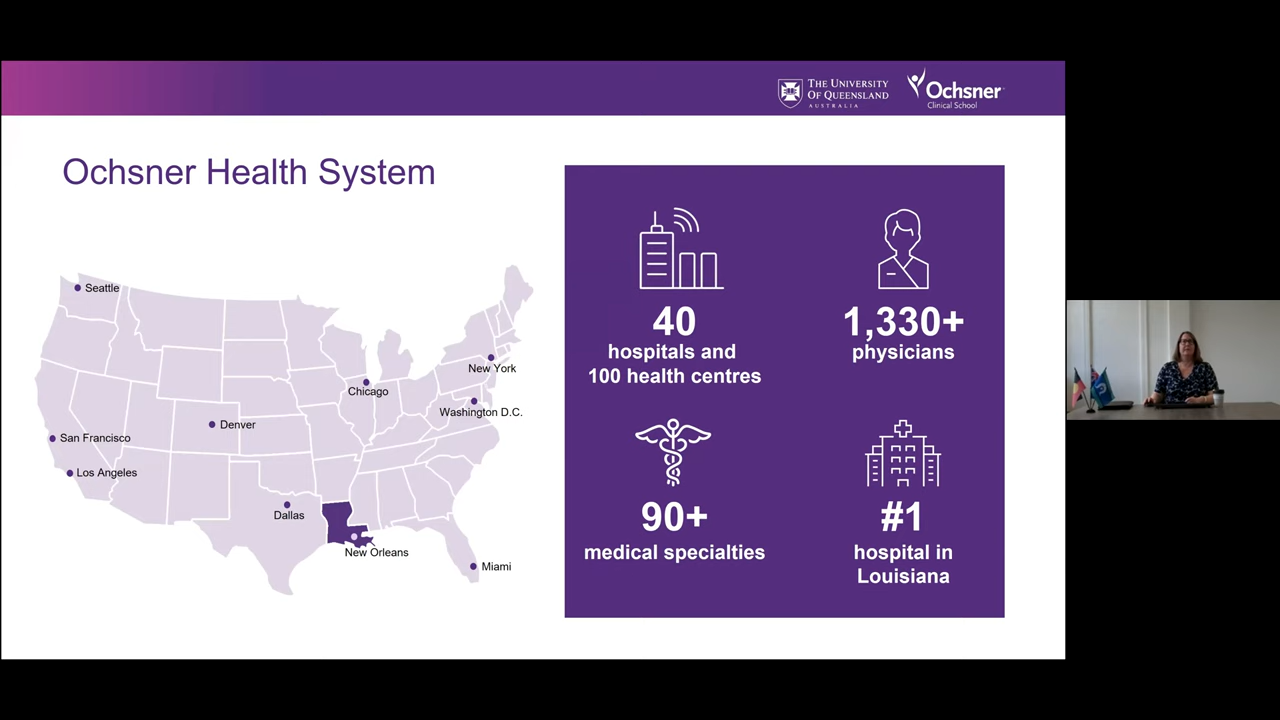 THE UNIVERSITY
OF QUEENSLAND
AUSTRALIA
Ochsner
Clinical School
Ochsner Health System
Seattle
New York
Chicago
Washington D.C.
Denver
San Francisco
Los Angeles
Dallas
New Orleans
Miami
40
hospitals and
100 health centres
1,330+
physicians
90+
medical specialties
#1
hospital in
Louisiana